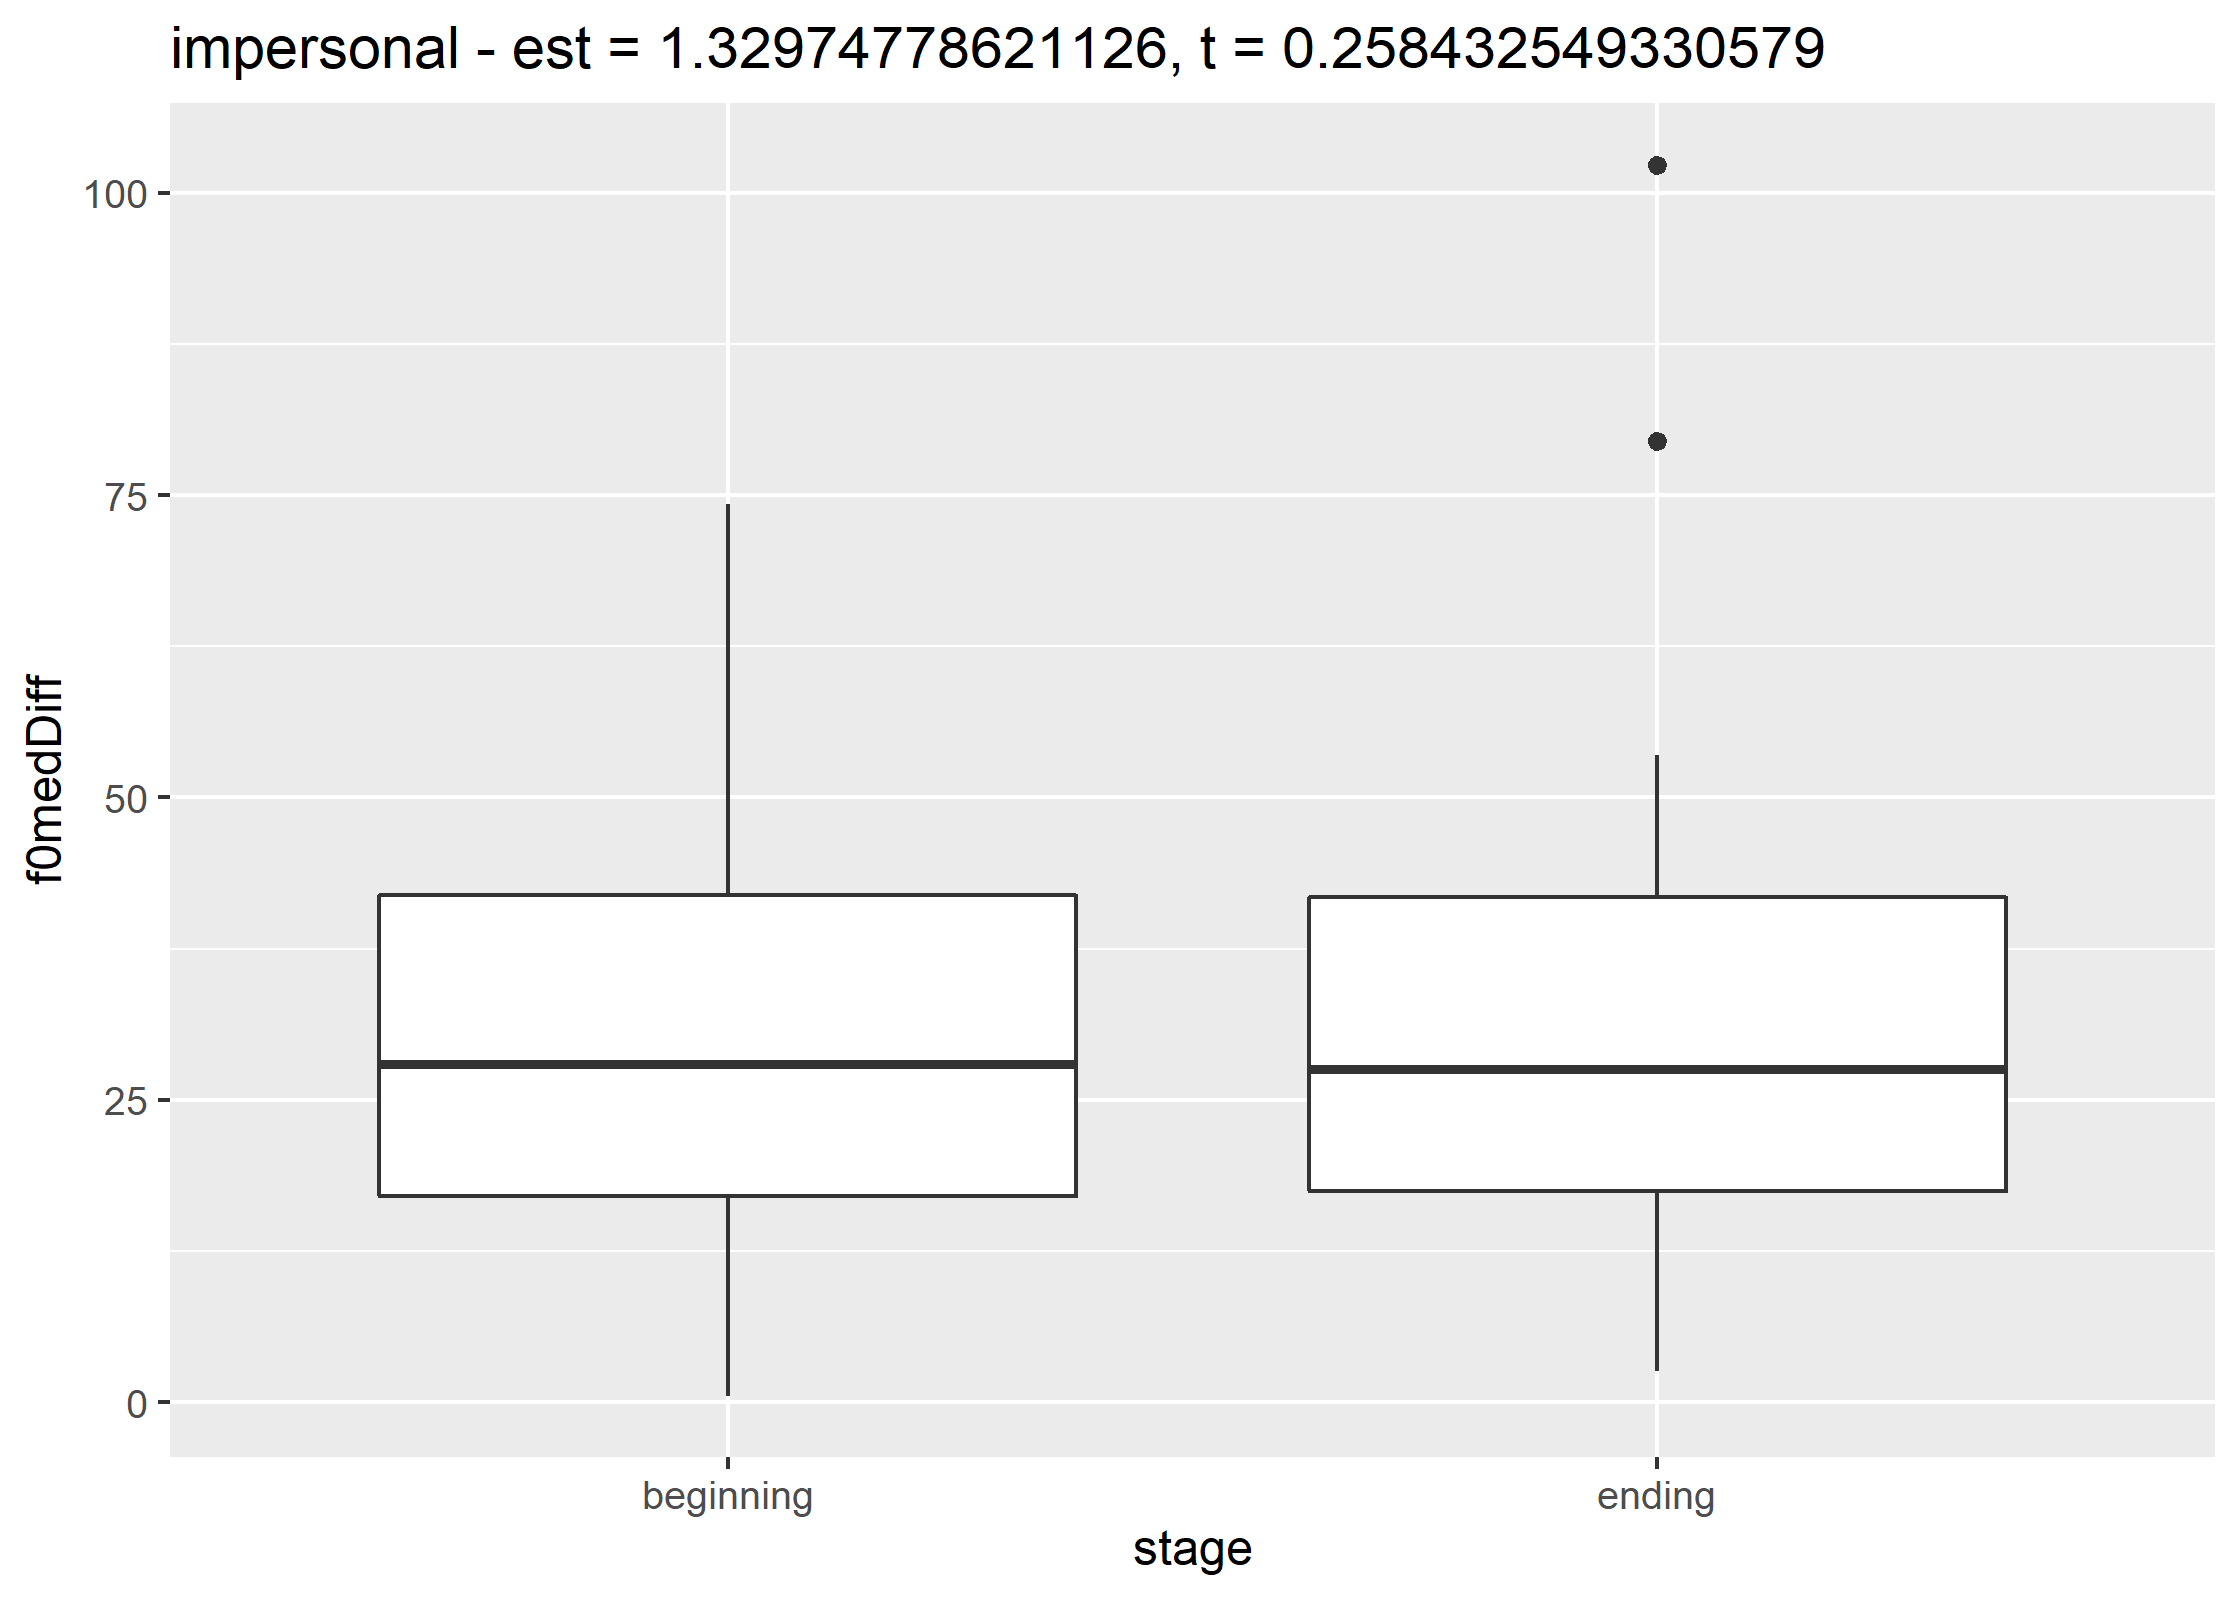 impersonal - est = 1.32974778621126, t = 0.258432549330579
100
75
50
25
0
f0medDiff
beginning
ending
stage